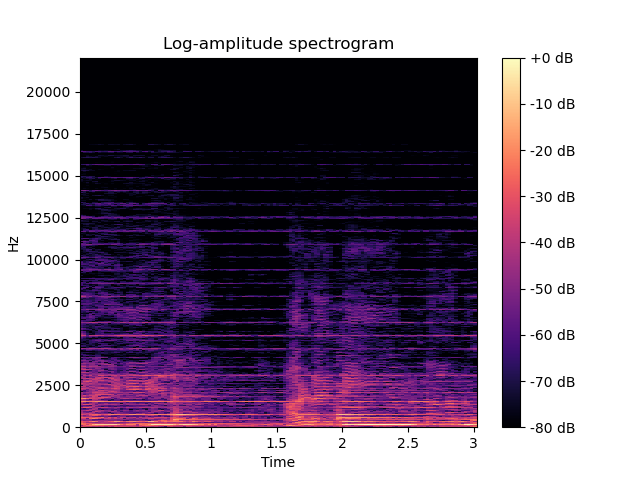 Log-amplitude spectrogram
Hz
20000
17500
15000
12500
10000
7500
5000
2500
0
0 0.5 1 1.5 2 2.5 3
Time
+0 dB
-10 dB
-20 dB
-30 dB
-40 dB
-50 dB
-60 dB
-70 dB
-80 dB